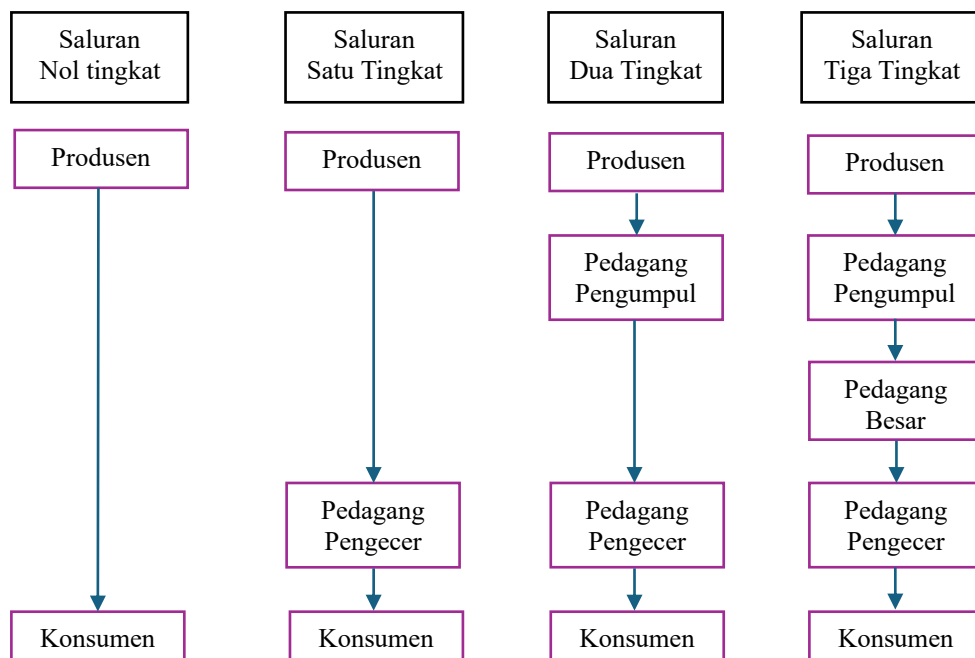 Saluran
Nol tingkat
Saluran
Satu Tingkat
Saluran
Dua Tingkat
Saluran
Tiga Tingkat
Produsen
Produsen
Produsen
Produsen
Pedagang
Pengumpul
Pedagang
Pengumpul
Pedagang
Besar
Pedagang
Pengecer
Pedagang
Pengecer
Pedagang
Pengecer
Konsumen
Konsumen
Konsumen
Konsumen